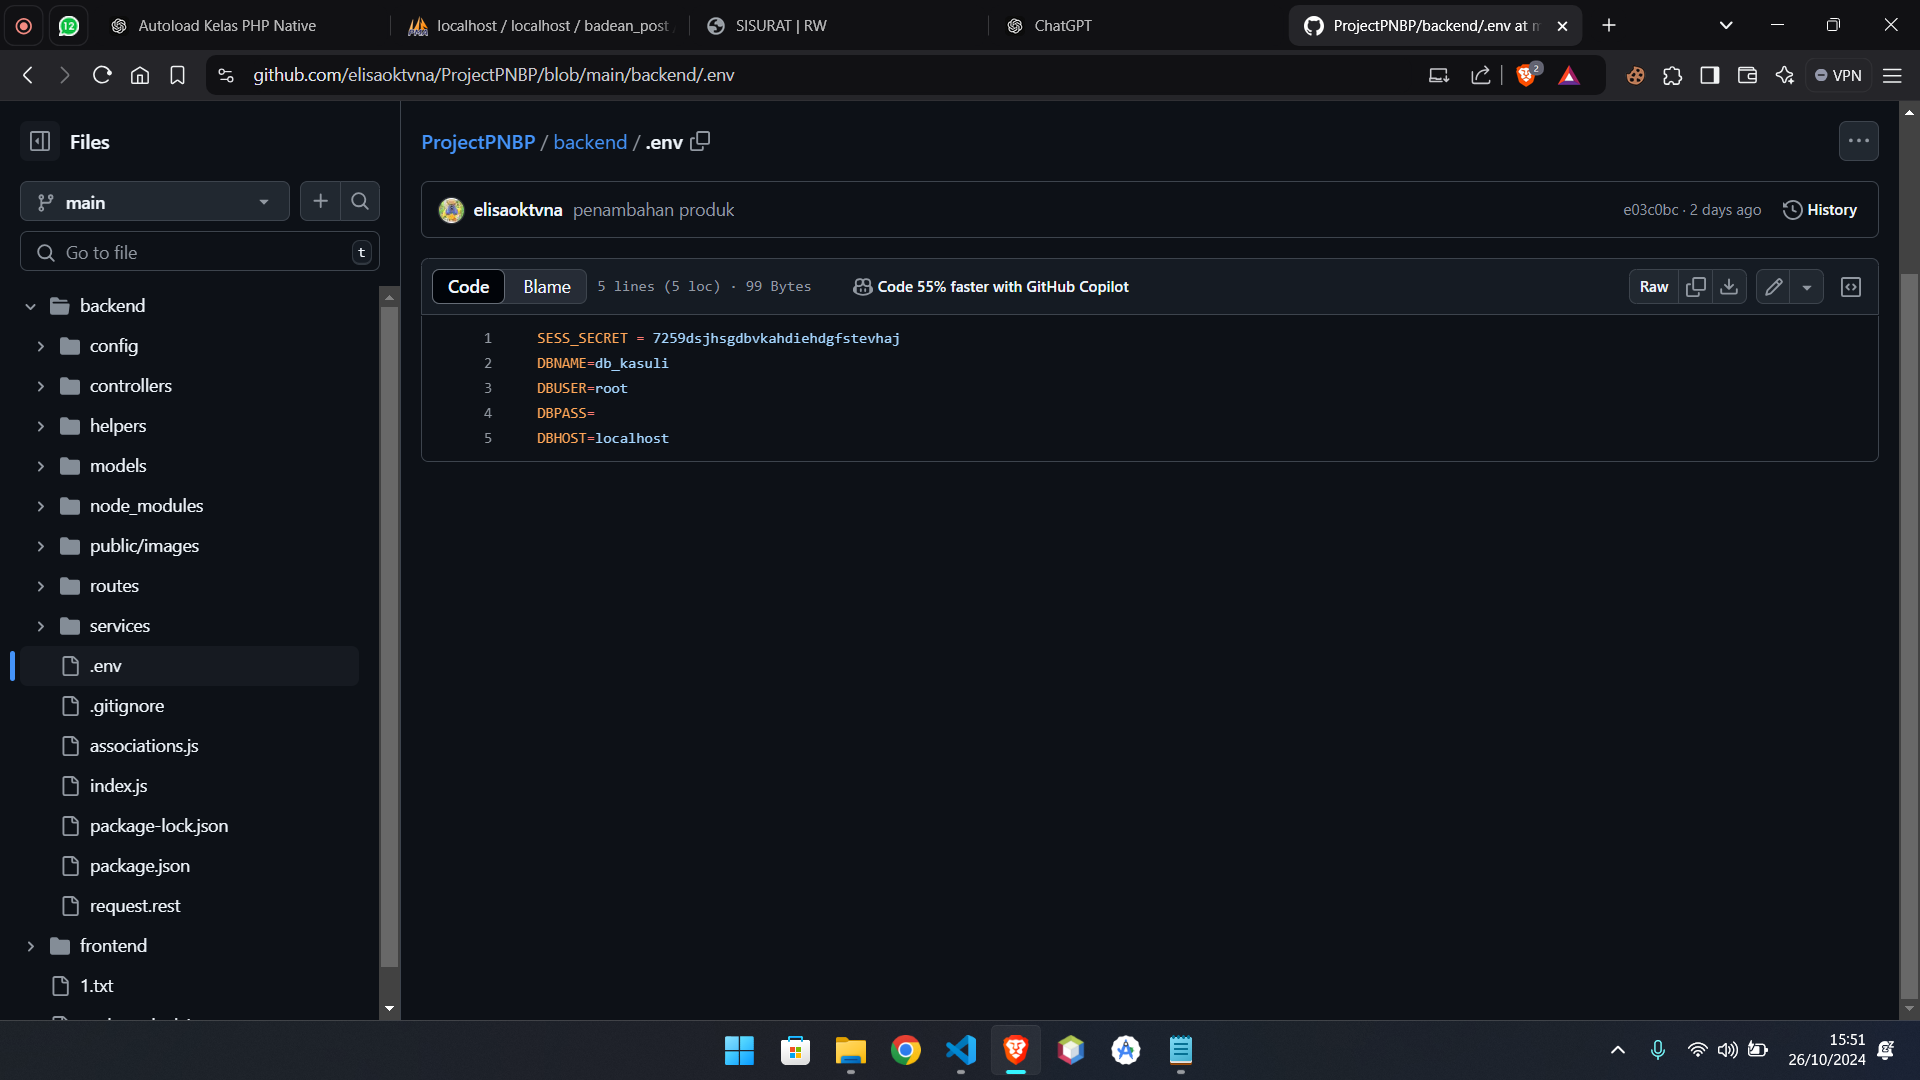 12
Autoload Kelas PHP Native
localhost / localhost / badean_post
SISURAT | RW
ChatGPT
ProjectPNBP/backend/.env at m
github.com/elisaoktvna/ProjectPNBP/blob/main/backend/.env
2
VPN
Files
main
Go to file
t
backend
config
controllers
helpers
models
node_modules
public/images
routes
services
.env
.gitignore
associations.js
index.js
package-lock.json
package.json
request.rest
frontend
1.txt
ProjectPNBP / backend / .env
elisaoktvna penambahan produk
e03c0bc · 2 days ago
History
Code
Blame
5 lines (5 loc) · 99 Bytes
Code 55% faster with GitHub Copilot
Raw
1 SESS_SECRET = 7259dsjhsgdbvkahdiehdgfstevhaj
2 DBNAME=db_kasuli
3 DBUSER=root
4 DBPASS=
5 DBHOST=localhost
15:51
26/10/2024